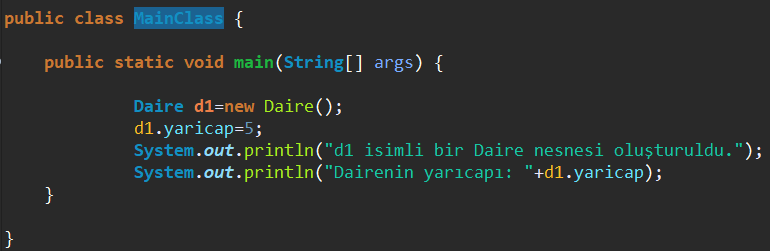 public class MainClass {
public static void main(String[] args) {
Daire d1=new Daire();
d1.yaricap=5;
System.out.println("d1 isimli bir Daire nesnesi oluşturuldu.");
System.out.println("Dairenin yarıcapı: "+d1.yaricap);
}
}